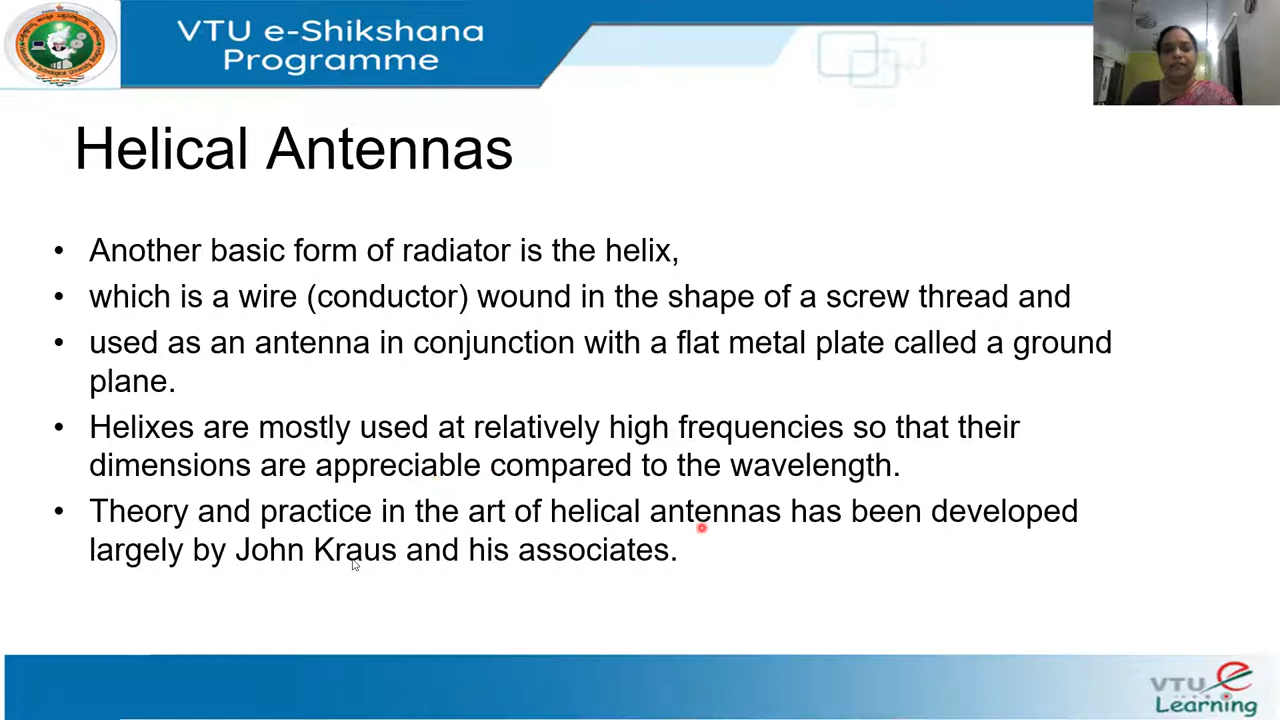 VTU e-Shikshana
Programme
Helical Antennas
• Another basic form of radiator is the helix,
• which is a wire (conductor) wound in the shape of a screw thread and
• used as an antenna in conjunction with a flat metal plate called a ground
plane.
• Helixes are mostly used at relatively high frequencies so that their
dimensions are appreciable compared to the wavelength.
• Theory and practice in the art of helical antennas has been developed
largely by John Kraus and his associates.
VTU e
Learning